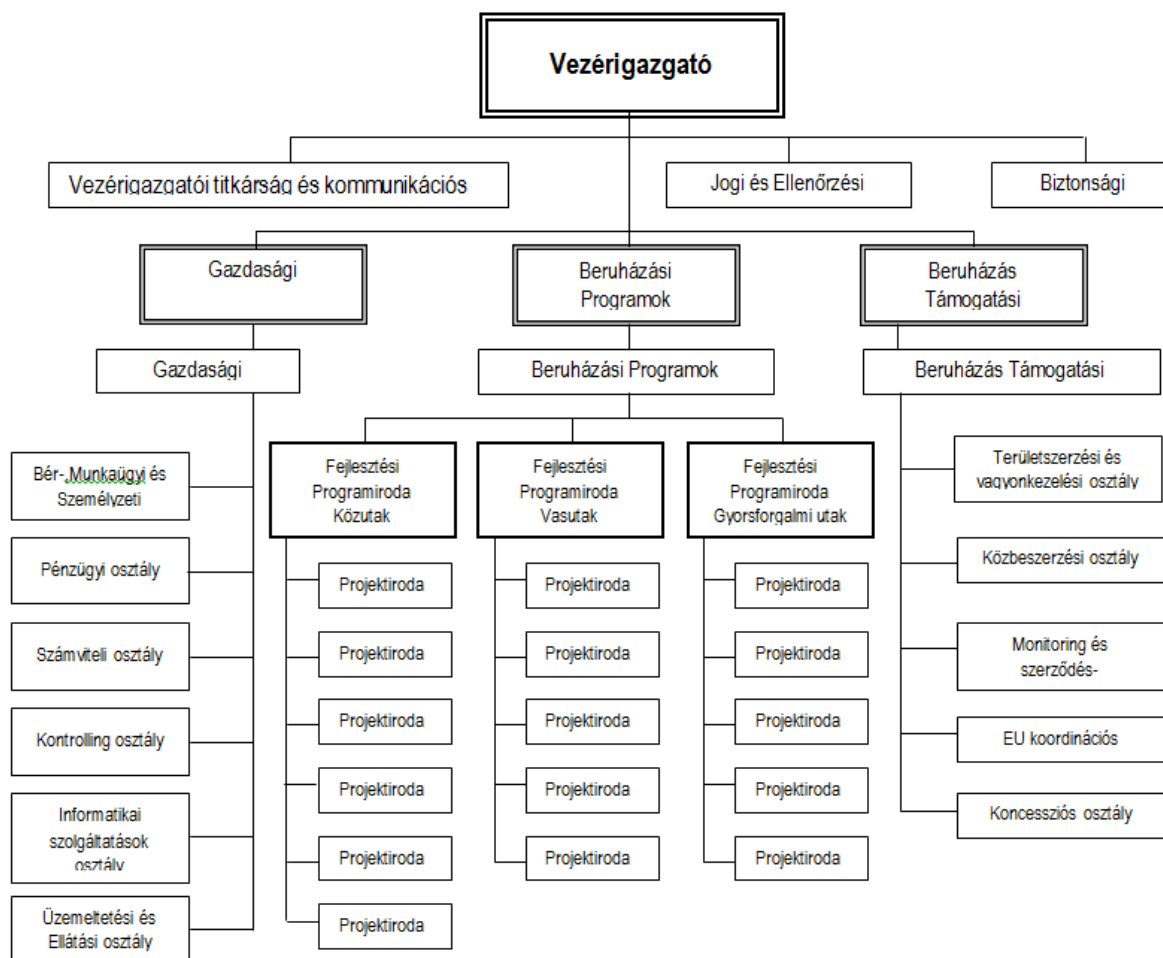 Vezérigazgató
Vezérigazgatói titkárság és kommunikációs
Jogi és Ellenőrzési
Biztonsági
Gazdasági
Beruházási
Programok
Beruházás
Támogatási
Gazdasági
Beruházási Programok
Beruházás Támogatási
Bér-, Munkaügyi és
Személyzeti
Pénzügyi osztály
Számviteli osztály
Kontrolling osztály
Informatikai
szolgáltatások
osztály
Üzemeltetési és
Ellátási osztály
Fejlesztési
Programiroda
Közutak
Projektiroda
Projektiroda
Projektiroda
Projektiroda
Projektiroda
Projektiroda
Fejlesztési
Programiroda
Vasutak
Projektiroda
Projektiroda
Projektiroda
Projektiroda
Projektiroda
Fejlesztési
Programiroda
Gyorsforgalmi utak
Projektiroda
Projektiroda
Projektiroda
Projektiroda
Projektiroda
Területszerzési és
vagyonkezelési osztály
Közbeszerzési osztály
Monitoring és
szerződés-
EU koordinációs
Koncessziós osztály